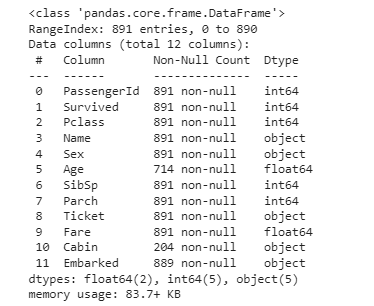 <class 'pandas.core.frame.DataFrame'>
RangeIndex: 891 entries, 0 to 890
Data columns (total 12 columns):
 #   Column       Non-Null Count  Dtype
---  ------       --------------  -----
 0   PassengerId  891 non-null    int64
 1   Survived     891 non-null    int64
 2   Pclass       891 non-null    int64
 3   Name         891 non-null    object
 4   Sex          891 non-null    object
 5   Age          714 non-null    float64
 6   SibSp        891 non-null    int64
 7   Parch        891 non-null    int64
 8   Ticket       891 non-null    object
 9   Fare         891 non-null    float64
 10  Cabin        204 non-null    object
 11  Embarked     889 non-null    object
dtypes: float64(2), int64(5), object(5)
memory usage: 83.7+ KB